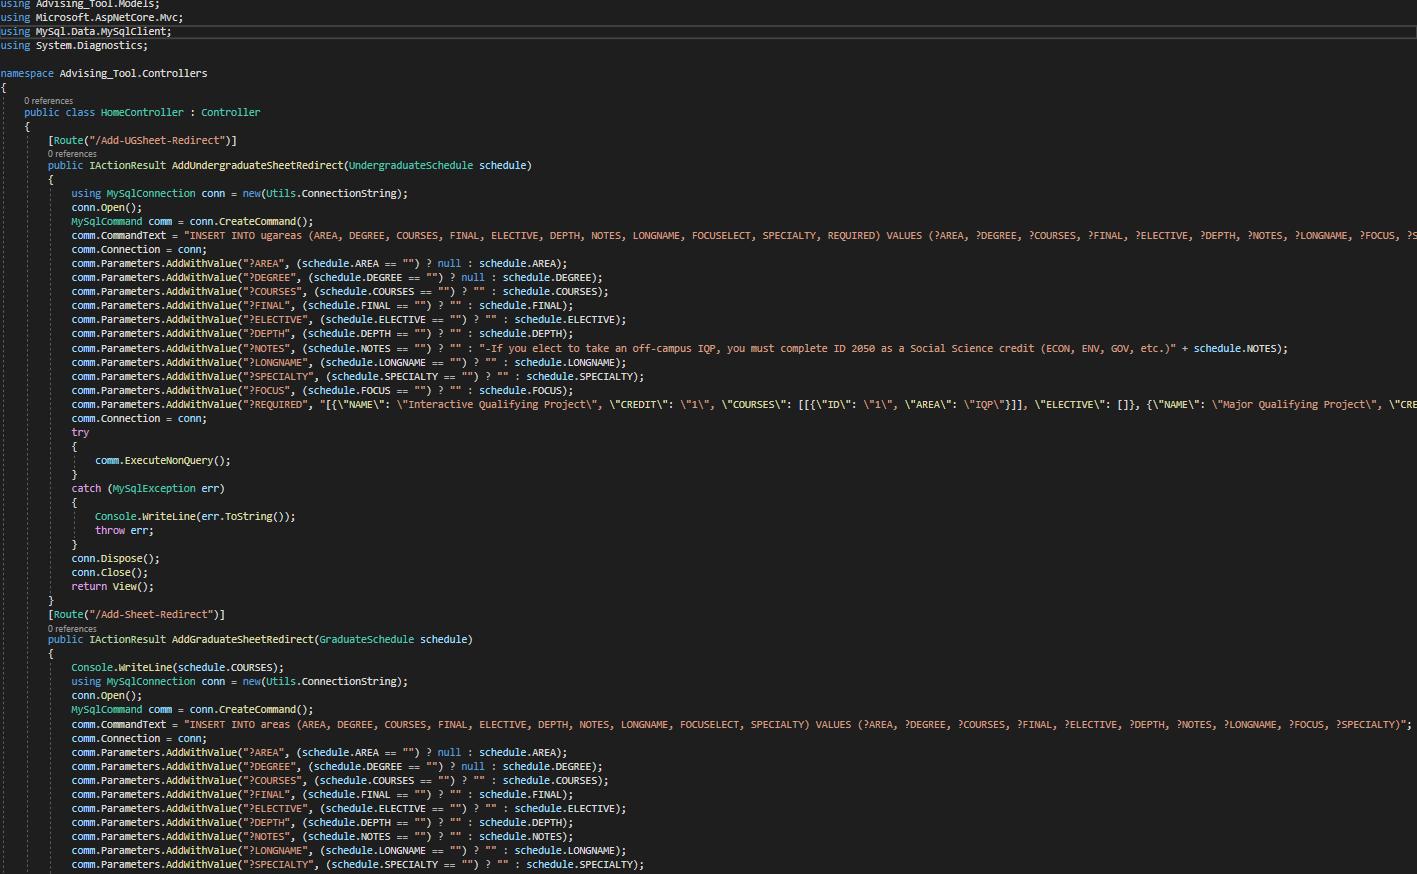 using Advising_Tool.Models;
using Microsoft.AspNetCore.Mvc;
using MySql.Data.MySqlClient;
using System.Diagnostics;
namespace Advising_Tool.Controllers
{
0 references
public class HomeController : Controller
{
[Route("/Add-UGSheet-Redirect")]
0 references
public IActionResult AddUndergraduateSheetRedirect(UndergraduateSchedule schedule)
{
using MySqlConnection conn = new(Utils.ConnectionString);
conn.Open();
MySqlCommand comm = conn.CreateCommand();
comm.CommandText = "INSERT INTO ugareas (AREA, DEGREE, COURSES, FINAL, ELECTIVE, DEPTH, NOTES, LONGNAME, FOCUSELECT, SPECIALTY, REQUIRED) VALUES (?AREA, ?DEGREE, ?COURSES, ?FINAL, ?ELECTIVE, ?DEPTH, ?NOTES, ?LONGNAME, ?FOCUS, ?S
comm.Connection = conn;
comm.Parameters.AddWithValue("?AREA", (schedule.AREA == "") ? null : schedule.AREA);
comm.Parameters.AddWithValue("?DEGREE", (schedule.DEGREE == "") ? null : schedule.DEGREE);
comm.Parameters.AddWithValue("?COURSES", (schedule.COURSES == "") ? "" : schedule.COURSES);
comm.Parameters.AddWithValue("?FINAL", (schedule.FINAL == "") ? "" : schedule.FINAL);
comm.Parameters.AddWithValue("?ELECTIVE", (schedule.ELECTIVE == "") ? "" : schedule.ELECTIVE);
comm.Parameters.AddWithValue("?DEPTH", (schedule.DEPTH == "") ? "" : schedule.DEPTH);
comm.Parameters.AddWithValue("?NOTES", (schedule.NOTES == "") ? "" : "-If you elect to take an off-campus IQP, you must complete ID 2050 as a Social Science credit (ECON, ENV, GOV, etc.)" + schedule.NOTES);
comm.Parameters.AddWithValue("?LONGNAME", (schedule.LONGNAME == "") ? "" : schedule.LONGNAME);
comm.Parameters.AddWithValue("?SPECIALTY", (schedule.SPECIALTY == "") ? "" : schedule.SPECIALTY);
comm.Parameters.AddWithValue("?FOCUS", (schedule.FOCUS == "") ? "" : schedule.FOCUS);
comm.Parameters.AddWithValue("?REQUIRED", "[{\"NAME\": \"Interactive Qualifying Project\", \"CREDIT\": \"1\", \"COURSES\": [[{\"ID\": \"1\", \"AREA\": \"IQP\"}]], \"ELECTIVE\": []}, {\"NAME\": \"Major Qualifying Project\", \"CRE
comm.Connection = conn;
try
{
comm.ExecuteNonQuery();
}
catch (MySqlException err)
{
Console.WriteLine(err.ToString());
throw err;
}
conn.Dispose();
conn.Close();
return View();
}
[Route("/Add-Sheet-Redirect")]
0 references
public IActionResult AddGraduateSheetRedirect(GraduateSchedule schedule)
{
Console.WriteLine(schedule.COURSES);
using MySqlConnection conn = new(Utils.ConnectionString);
conn.Open();
MySqlCommand comm = conn.CreateCommand();
comm.CommandText = "INSERT INTO areas (AREA, DEGREE, COURSES, FINAL, ELECTIVE, DEPTH, NOTES, LONGNAME, FOCUSELECT, SPECIALTY) VALUES (?AREA, ?DEGREE, ?COURSES, ?FINAL, ?ELECTIVE, ?DEPTH, ?NOTES, ?LONGNAME, ?FOCUS, ?SPECIALTY)";
comm.Connection = conn;
comm.Parameters.AddWithValue("?AREA", (schedule.AREA == "") ? null : schedule.AREA);
comm.Parameters.AddWithValue("?DEGREE", (schedule.DEGREE == "") ? null : schedule.DEGREE);
comm.Parameters.AddWithValue("?COURSES", (schedule.COURSES == "") ? "" : schedule.COURSES);
comm.Parameters.AddWithValue("?FINAL", (schedule.FINAL == "") ? "" : schedule.FINAL);
comm.Parameters.AddWithValue("?ELECTIVE", (schedule.ELECTIVE == "") ? "" : schedule.ELECTIVE);
comm.Parameters.AddWithValue("?DEPTH", (schedule.DEPTH == "") ? "" : schedule.DEPTH);
comm.Parameters.AddWithValue("?NOTES", (schedule.NOTES == "") ? "" : schedule.NOTES);
comm.Parameters.AddWithValue("?LONGNAME", (schedule.LONGNAME == "") ? "" : schedule.LONGNAME);
comm.Parameters.AddWithValue("?SPECIALTY", (schedule.SPECIALTY == "") ? "" : schedule.SPECIALTY);